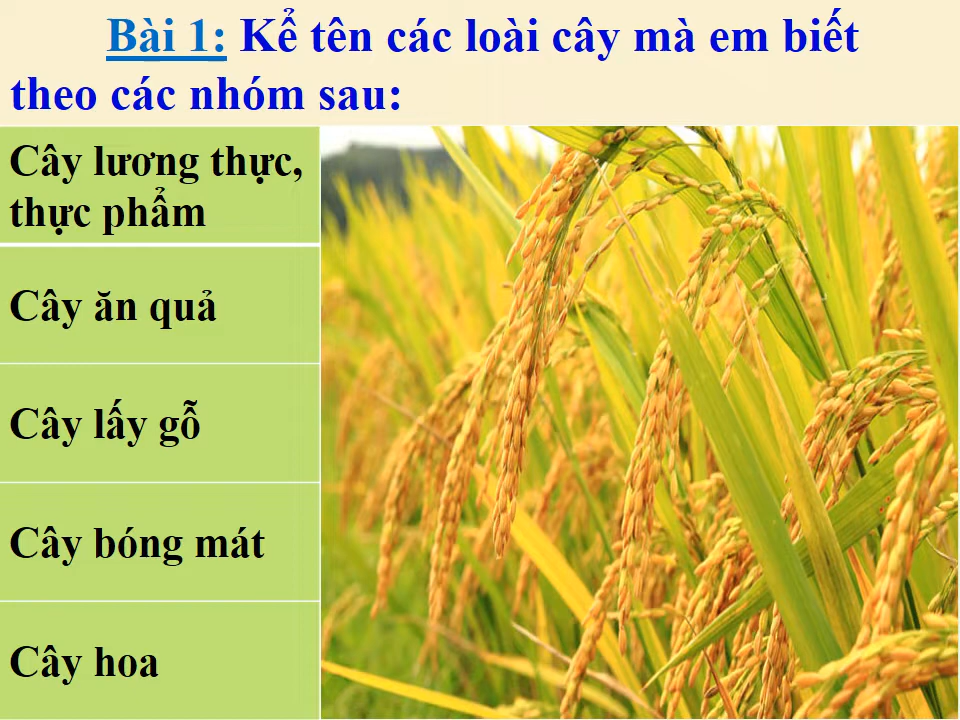 Bài 1: Kể tên các loài cây mà em biết
theo các nhóm sau:
Cây lương thực,
thực phẩm
Cây ăn quả
Cây lấy gỗ
Cây bóng mát
Cây hoa